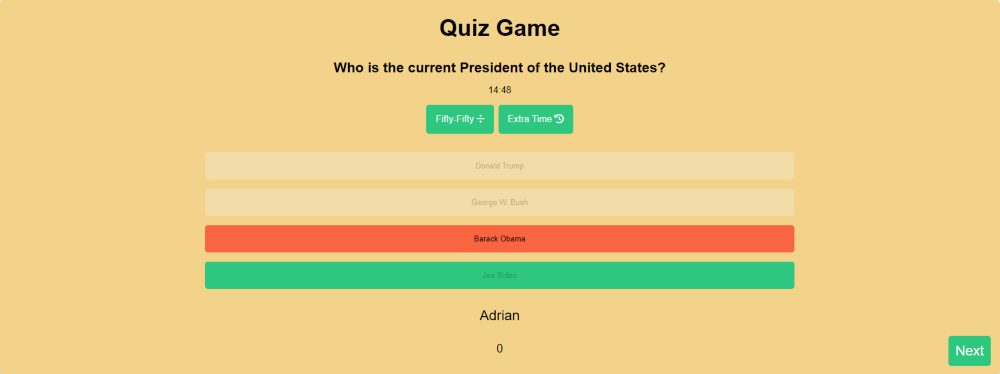 Quiz Game
Who is the current President of the United States?
14:48
Fifty-Fifty ÷ Extra Time
Donald Trump
George W. Bush
Barack Obama
Joe Biden
Adrian
0
Next